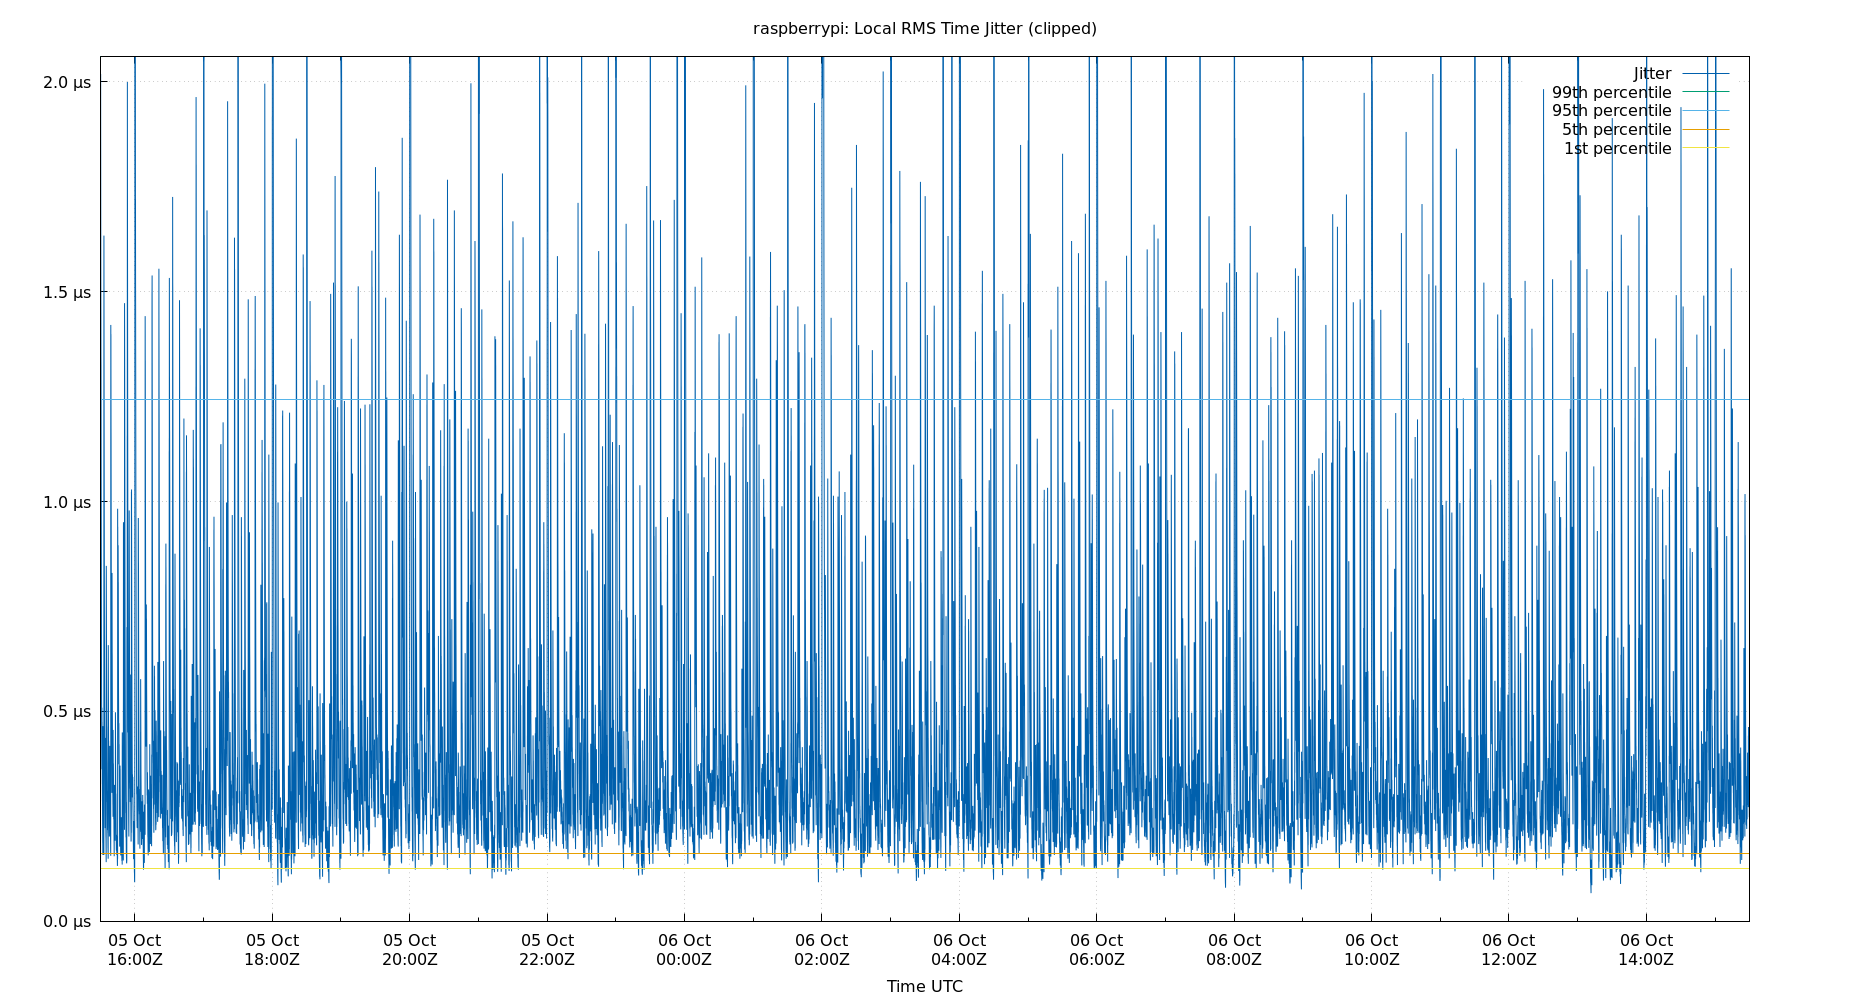 raspberrypi: Local RMS Time Jitter (clipped)
Jitter
99th percentile
95th percentile
5th percentile
1st percentile
2.0 µs
1.5 µs
1.0 µs
0.5 µs
0.0 µs
05 Oct 05 Oct 05 Oct 05 Oct 06 Oct 06 Oct 06 Oct 06 Oct 06 Oct 06 Oct 06 Oct 06 Oct
16:00Z 18:00Z 20:00Z 22:00Z 00:00Z 02:00Z 04:00Z 06:00Z 08:00Z 10:00Z 12:00Z 14:00Z
Time UTC